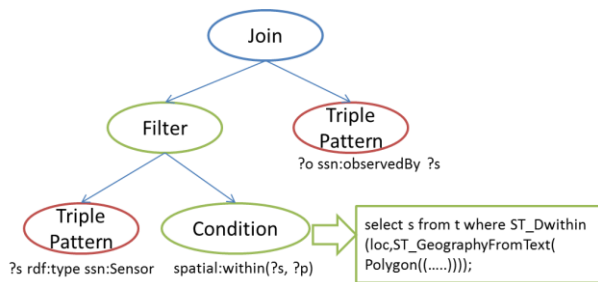 Join
Filter
Triple
Pattern
?o ssn:observedBy ?s
Triple
Pattern
?s rdf:type ssn:Sensor
Condition
spatial:within(?s, ?p)
select s from t where ST_Dwithin
(loc,ST_GeographyFromText(
Polygon((.....))));